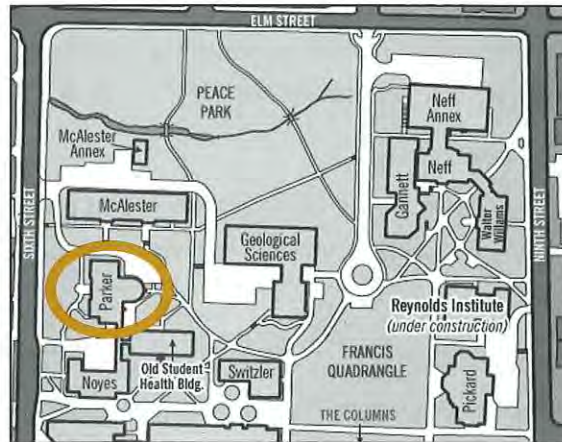 ELM STREET
PEACE
PARK
Neff
Annex
McAlester
Annex
Neff
Gannett
Walter
Williams
McAlester
SIXTH STREET
NINTH STREET
Geological
Sciences
Parker
Reynolds Institute
(under construction)
Old Student
Health Bldg.
FRANCIS
QUADRANGLE
Noyes
Switzler
Pickard
THE COLUMNS